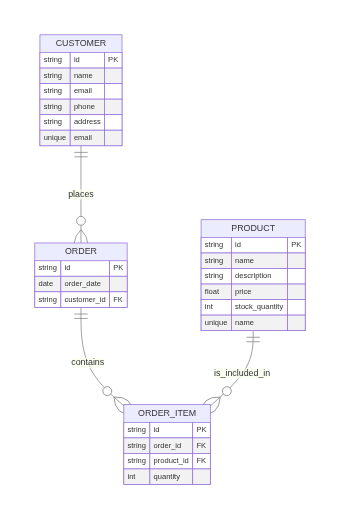 CUSTOMER
string id PK
string name
string email
string phone
string address
unique email
places
PRODUCT
string id PK
string name
string description
float price
int stock_quantity
unique name
ORDER
string id PK
date order_date
string customer_id FK
contains
is_included_in
ORDER_ITEM
string id PK
string order_id FK
string product_id FK
int quantity